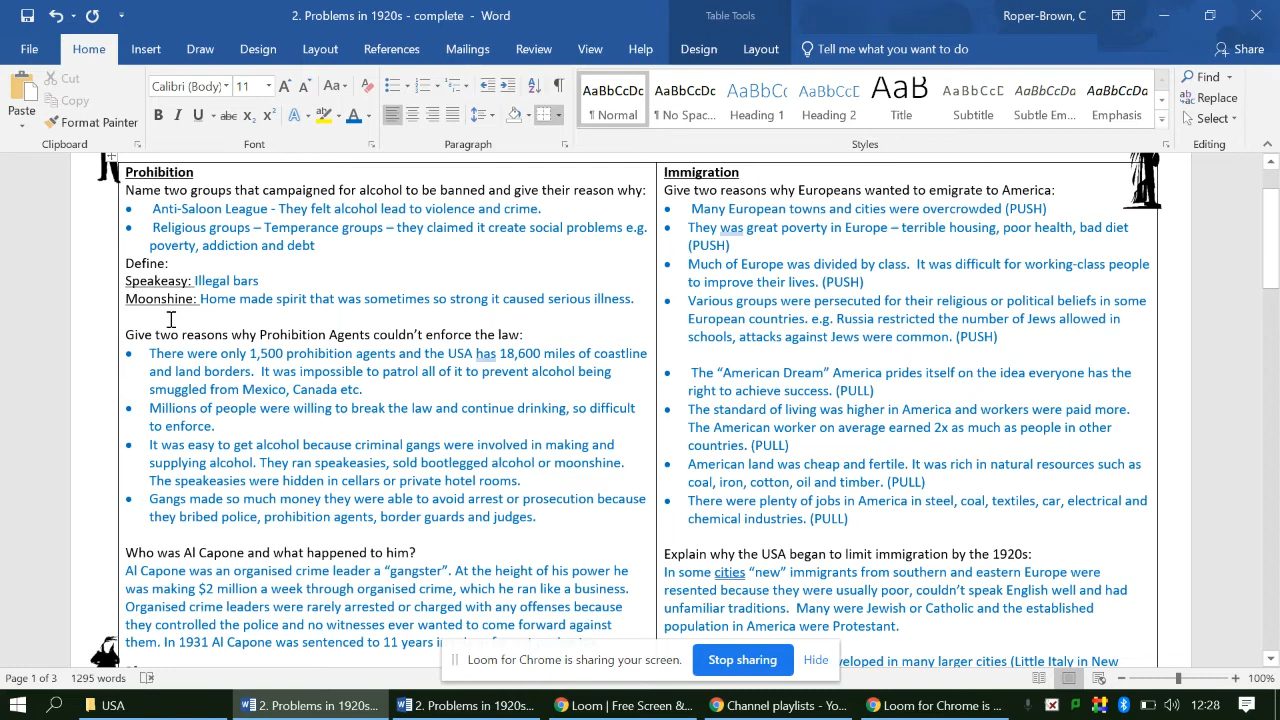 2. Problems in 1920s - complete - Word
Table Tools
Roper-Brown, C
File Home Insert Draw Design Layout References Mailings Review View Help Design Layout Tell me what you want to do Share
Paste
Cut
Copy
Format Painter
Clipboard
Calibri (Body) 11
Font
Paragraph
AaBbCcDc ¶ Normal
AaBbCcDc ¶ No Spac...
AaBbCc Heading 1
AaBbCcD Heading 2
AaB Title
AaBbCcD Subtitle
AaBbCcDc Subtle Em...
AaBbCcDc Emphasis
Styles
Find
Replace
Select
Editing
Prohibition
Name two groups that campaigned for alcohol to be banned and give their reason why:
• Anti-Saloon League - They felt alcohol lead to violence and crime.
• Religious groups – Temperance groups – they claimed it create social problems e.g.
poverty, addiction and debt
Define:
Speakeasy: Illegal bars
Moonshine: Home made spirit that was sometimes so strong it caused serious illness.
Give two reasons why Prohibition Agents couldn’t enforce the law:
• There were only 1,500 prohibition agents and the USA has 18,600 miles of coastline
and land borders. It was impossible to patrol all of it to prevent alcohol being
smuggled from Mexico, Canada etc.
• Millions of people were willing to break the law and continue drinking, so difficult
to enforce.
• It was easy to get alcohol because criminal gangs were involved in making and
supplying alcohol. They ran speakeasies, sold bootlegged alcohol or moonshine.
The speakeasies were hidden in cellars or private hotel rooms.
• Gangs made so much money they were able to avoid arrest or prosecution because
they bribed police, prohibition agents, border guards and judges.
Who was Al Capone and what happened to him?
Al Capone was an organised crime leader a “gangster”. At the height of his power he
was making $2 million a week through organised crime, which he ran like a business.
Organised crime leaders were rarely arrested or charged with any offenses because
they controlled the police and no witnesses ever wanted to come forward against
them. In 1931 Al Capone was sentenced to 11 years in
Immigration
Give two reasons why Europeans wanted to emigrate to America:
• Many European towns and cities were overcrowded (PUSH)
• They was great poverty in Europe – terrible housing, poor health, bad diet
(PUSH)
• Much of Europe was divided by class. It was difficult for working-class people
to improve their lives. (PUSH)
• Various groups were persecuted for their religious or political beliefs in some
European countries. e.g. Russia restricted the number of Jews allowed in
schools, attacks against Jews were common. (PUSH)
• The “American Dream” America prides itself on the idea everyone has the
right to achieve success. (PULL)
• The standard of living was higher in America and workers were paid more.
The American worker on average earned 2x as much as people in other
countries. (PULL)
• American land was cheap and fertile. It was rich in natural resources such as
coal, iron, cotton, oil and timber. (PULL)
• There were plenty of jobs in America in steel, coal, textiles, car, electrical and
chemical industries. (PULL)
Explain why the USA began to limit immigration by the 1920s:
In some cities “new” immigrants from southern and eastern Europe were
resented because they were usually poor, couldn’t speak English well and had
unfamiliar traditions. Many were Jewish or Catholic and the established
population in America were Protestant.
veloped in many larger cities (Little Italy in New
Loom for Chrome is sharing your screen. Stop sharing Hide
Page 1 of 3 1295 words 100%
USA
2. Problems in 1920s...
2. Problems in 1920s...
Loom | Free Screen &...
Channel playlists - Yo...
Loom for Chrome is ...
12:28